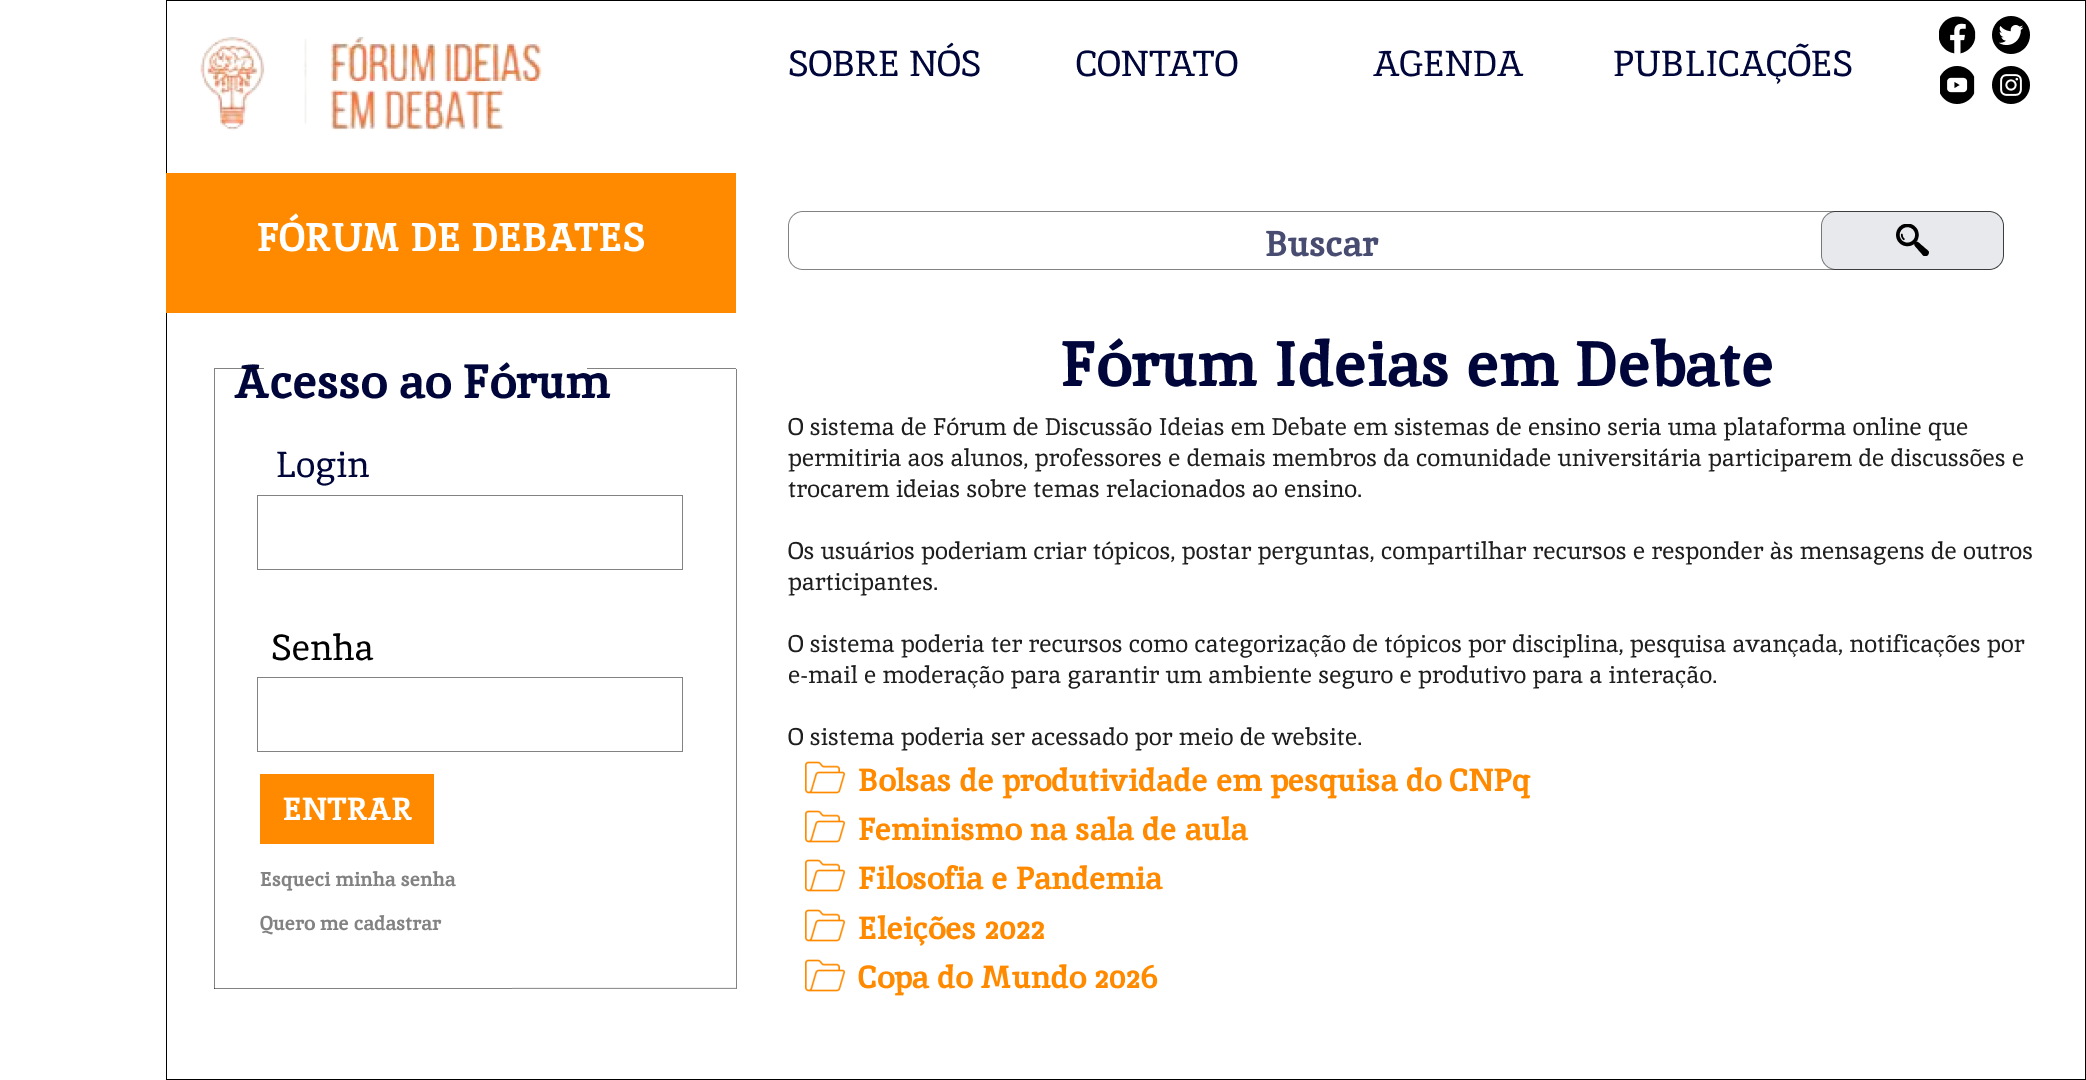 FÓRUM IDEIAS
EM DEBATE
SOBRE NÓS
CONTATO
AGENDA
PUBLICAÇÕES
FÓRUM DE DEBATES
Buscar
Acesso ao Fórum
Login
Senha
ENTRAR
Esqueci minha senha
Quero me cadastrar
Fórum Ideias em Debate
O sistema de Fórum de Discussão Ideias em Debate em sistemas de ensino seria uma plataforma online que
permitiria aos alunos, professores e demais membros da comunidade universitária participarem de discussões e
trocarem ideias sobre temas relacionados ao ensino.
Os usuários poderiam criar tópicos, postar perguntas, compartilhar recursos e responder às mensagens de outros
participantes.
O sistema poderia ter recursos como categorização de tópicos por disciplina, pesquisa avançada, notificações por
e-mail e moderação para garantir um ambiente seguro e produtivo para a interação.
O sistema poderia ser acessado por meio de website.
Bolsas de produtividade em pesquisa do CNPq
Feminismo na sala de aula
Filosofia e Pandemia
Eleições 2022
Copa do Mundo 2026